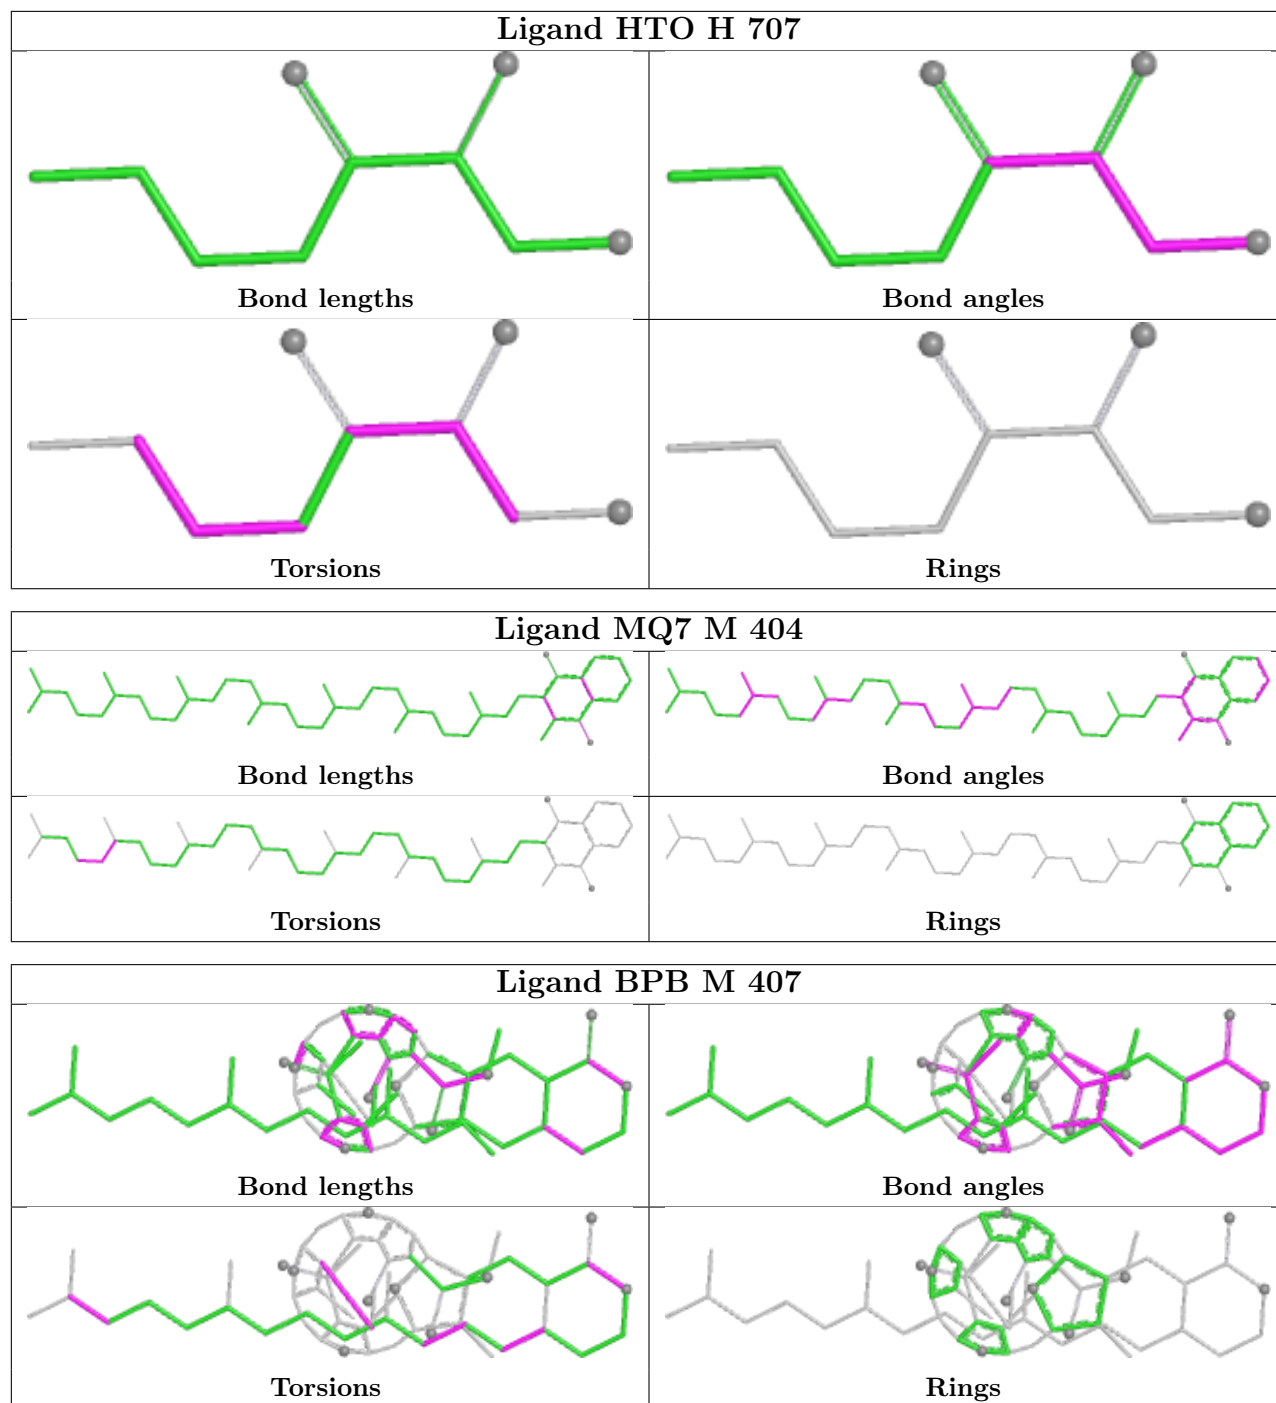 Ligand HTO H 707
Bond lengths
Bond angles
Torsions
Rings
Ligand MQ7 M 404
Bond lengths
Bond angles
Torsions
Rings
Ligand BPB M 407
Bond lengths
Bond angles
Torsions
Rings